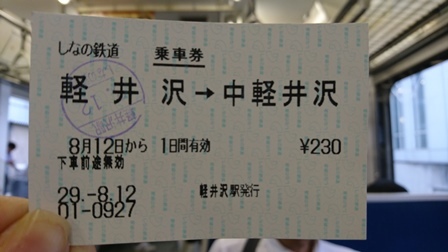 しなの鉄道 乗車券
軽井沢→中軽井沢
8月12日から 1日間有効 ¥230
下車前途無効
29.-8.12 軽井沢駅発行
01-0927